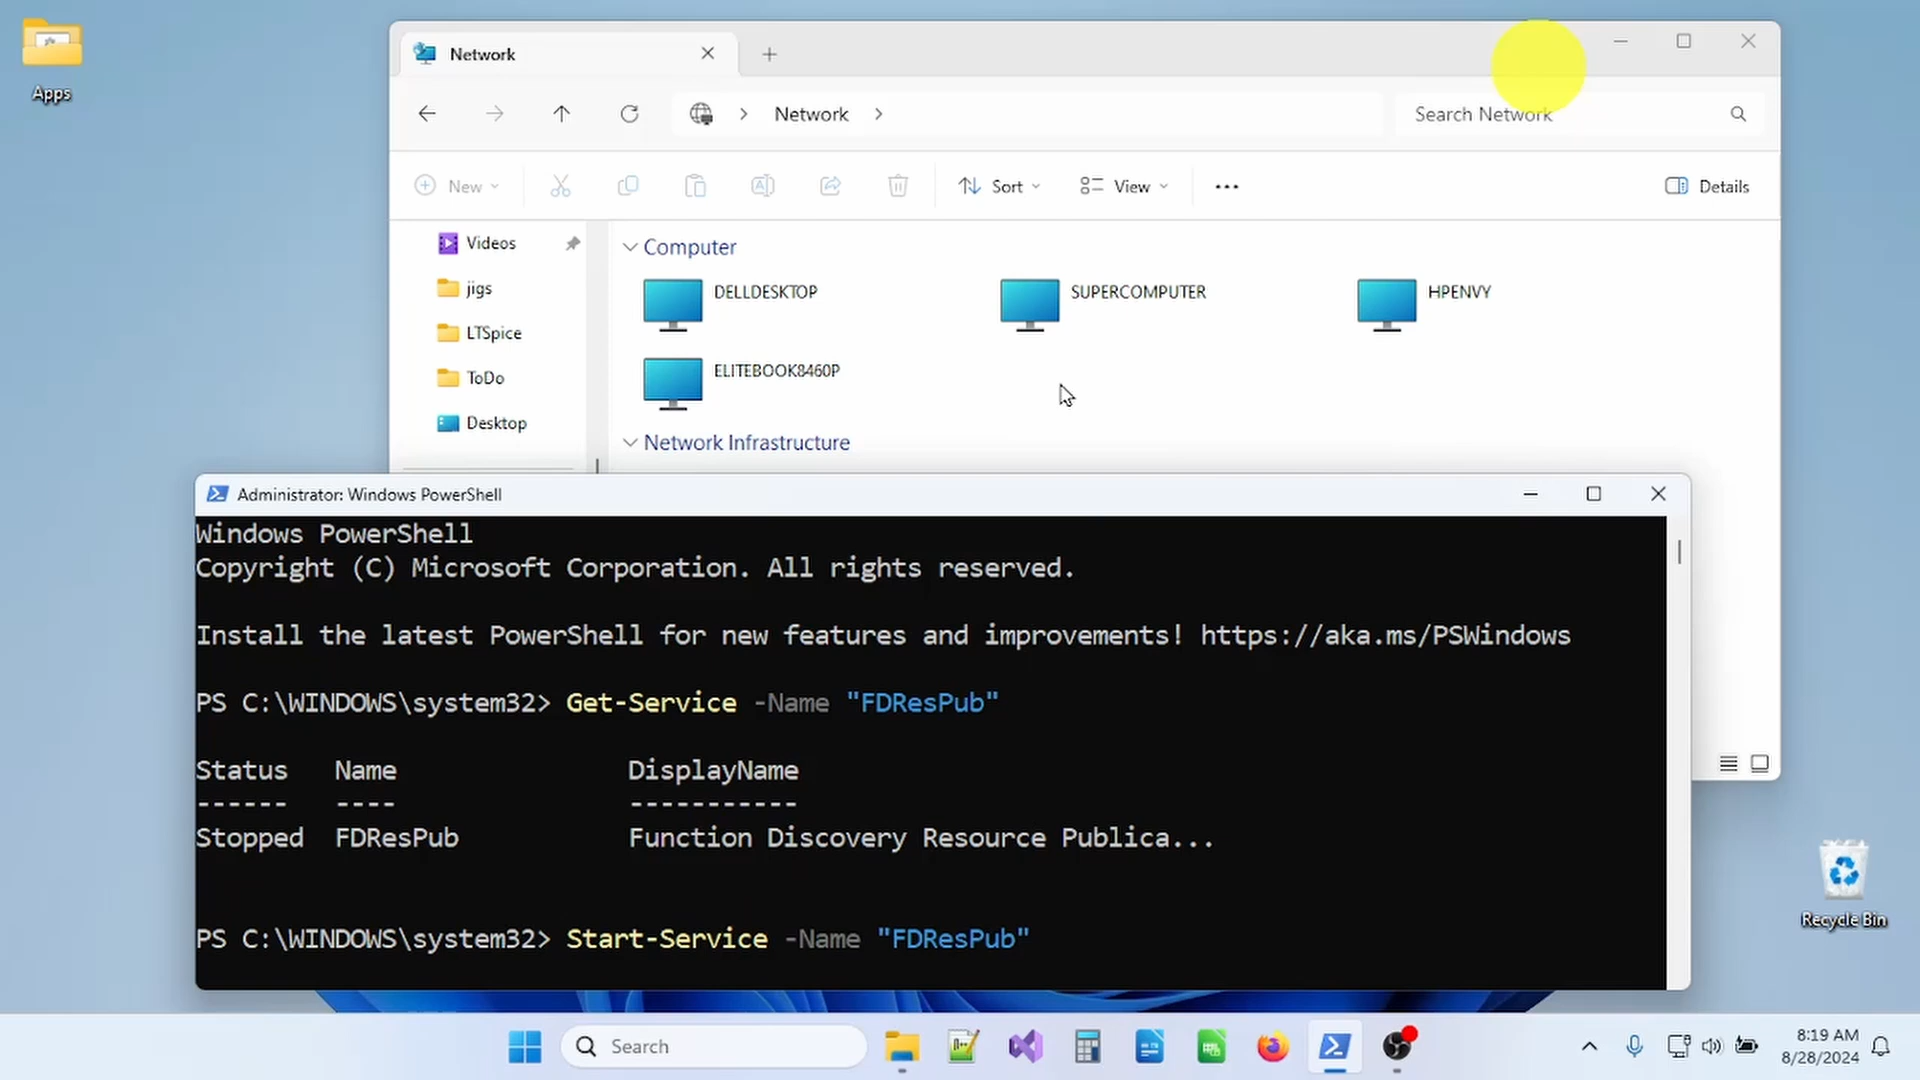 Apps
Network
Network
Search Network
New
Sort
View
Details
Videos
jigs
LTSpice
ToDo
Desktop
Computer
DELLDESKTOP
SUPERCOMPUTER
HPENVY
ELITEBOOK8460P
Network Infrastructure
Administrator: Windows PowerShell
Windows PowerShell
Copyright (C) Microsoft Corporation. All rights reserved.
Install the latest PowerShell for new features and improvements! https://aka.ms/PSWindows
PS C:\WINDOWS\system32> Get-Service -Name "FDResPub"
Status Name DisplayName
------ ---- -----------
Stopped FDResPub Function Discovery Resource Publica...
PS C:\WINDOWS\system32> Start-Service -Name "FDResPub"
Recycle Bin
Search
8:19 AM
8/28/2024